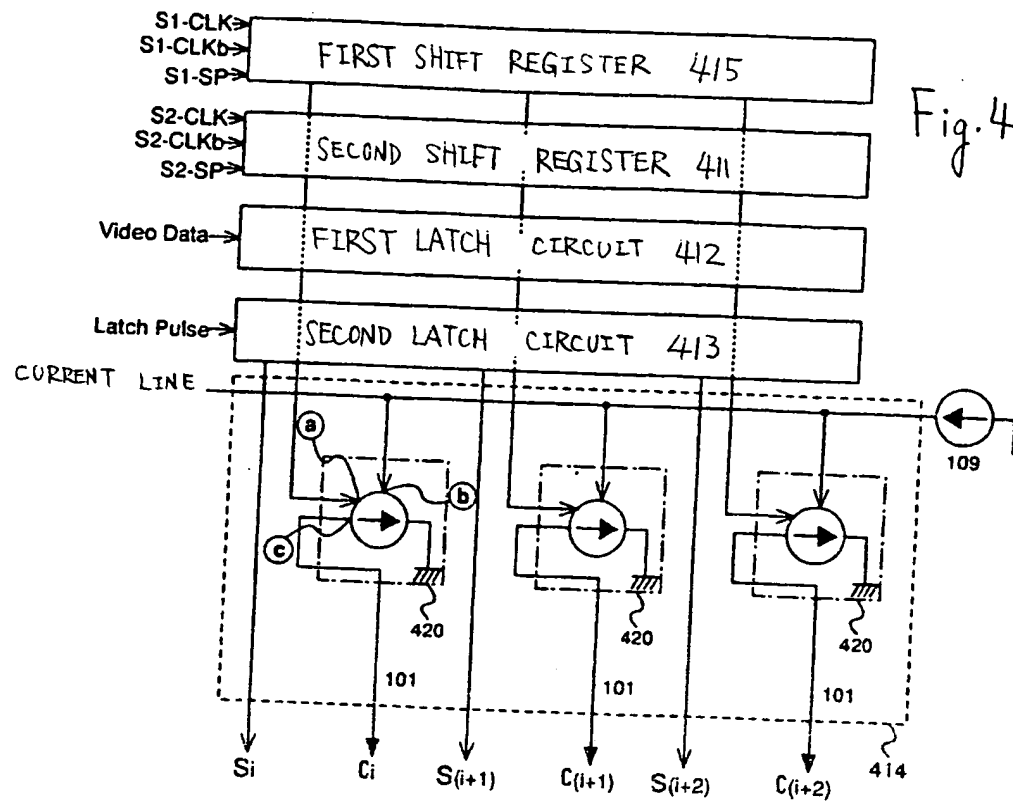 S1-CLK
S1-CLKb
S1-SP
FIRST SHIFT REGISTER 415
Fig. 4
S2-CLK
S2-CLKb
S2-SP
SECOND SHIFT REGISTER 411
Video Data
FIRST LATCH CIRCUIT 412
Latch Pulse
SECOND LATCH CIRCUIT 413
CURRENT LINE
109
a
b
c
420
420
420
101
101
101
414
Si
Ci
S(i+1)
C(i+1)
S(i+2)
C(i+2)